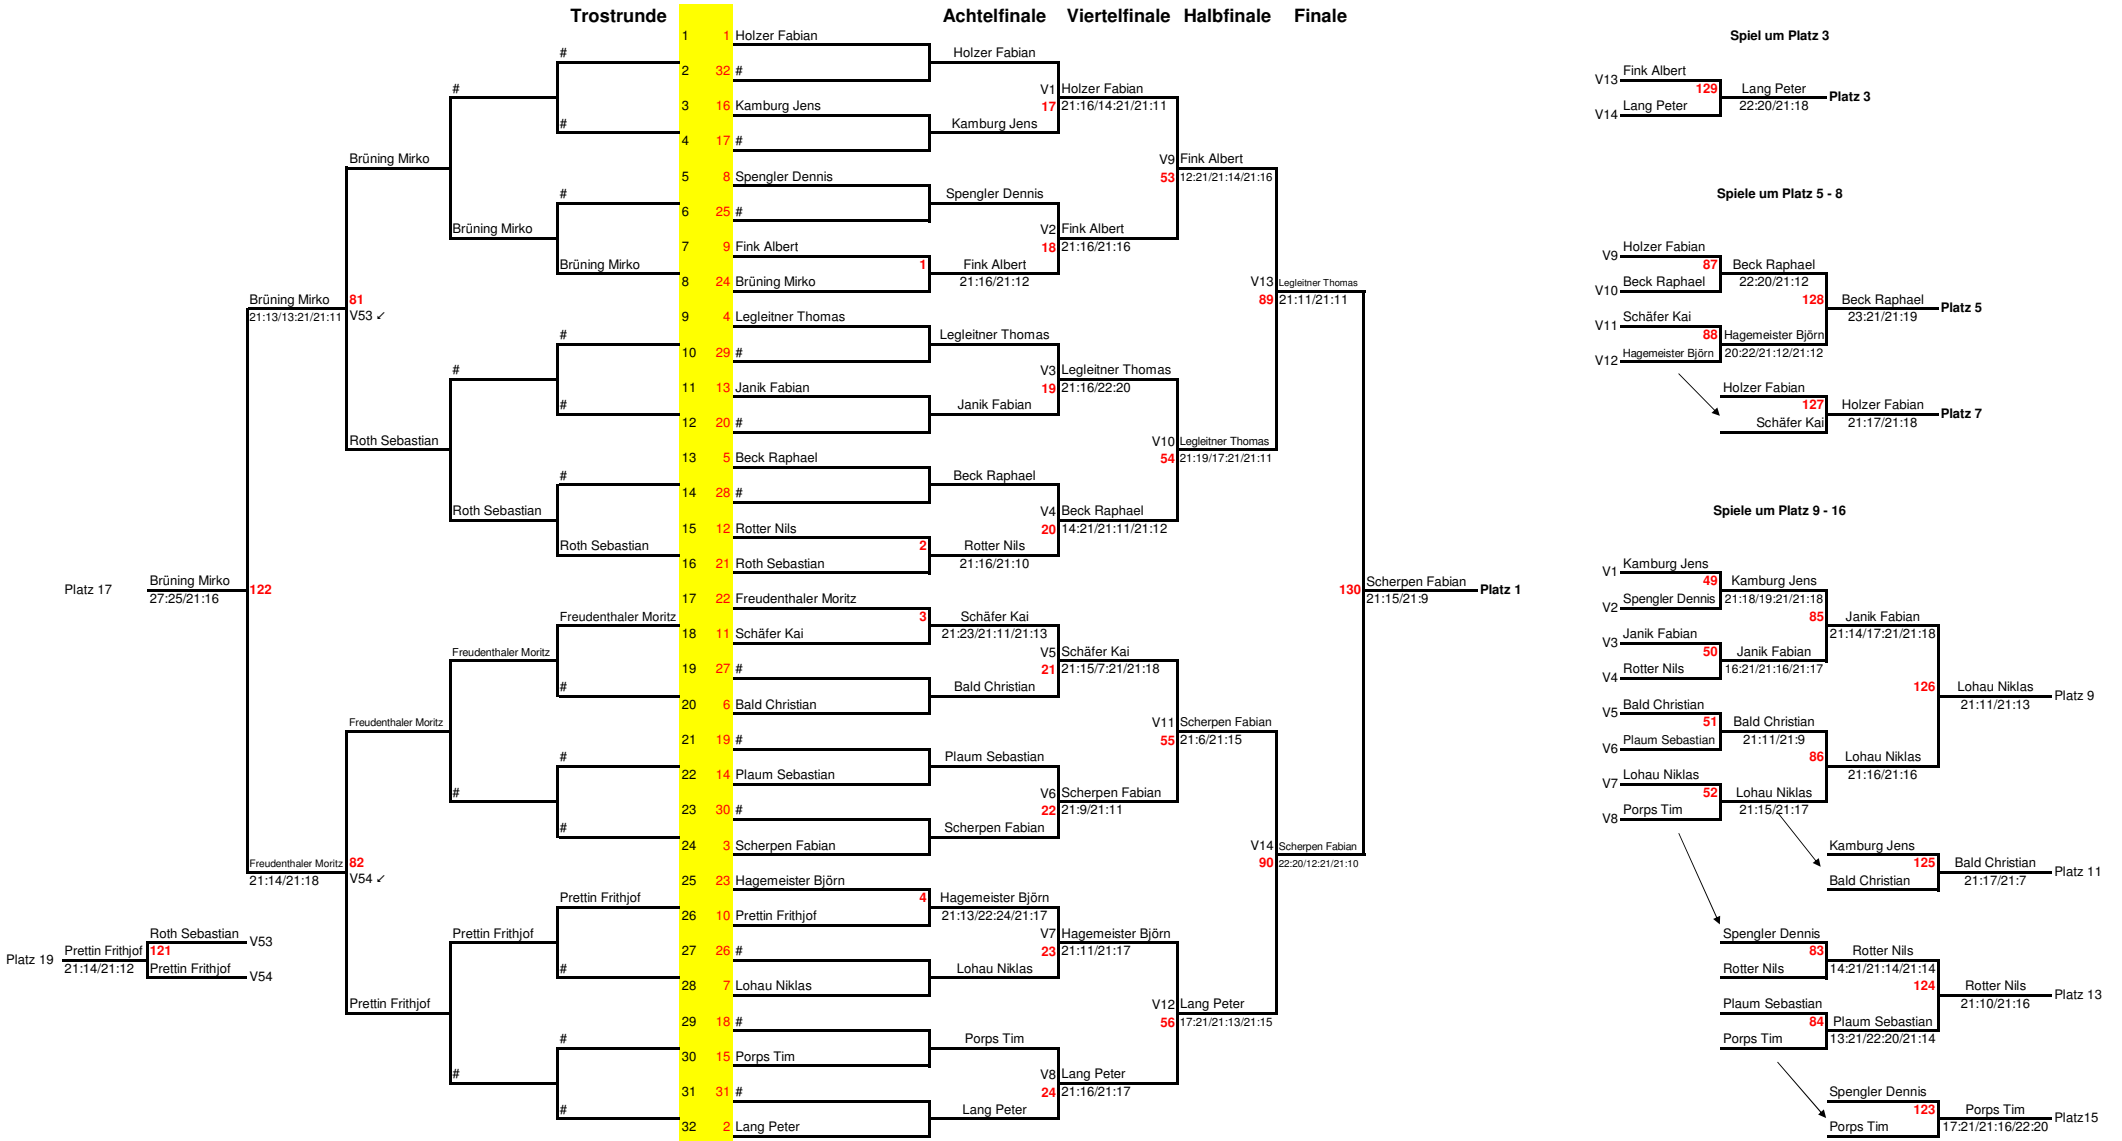 Trostrunde Achtelfinale Viertelfinale Halbfinale Finale
1 1 Holzer Fabian
2 32 #
3 16 Kamburg Jens
4 17 #
5 8 Spengler Dennis
6 25 #
7 9 Fink Albert
1
8 24 Brüning Mirko
9 4 Legleitner Thomas
10 29 #
11 13 Janik Fabian
12 20 #
13 5 Beck Raphael
14 28 #
15 12 Rotter Nils
2
16 21 Roth Sebastian
17 22 Freudenthaler Moritz
3
18 11 Schäfer Kai
19 27 #
20 6 Bald Christian
21 19 #
22 14 Plaum Sebastian
23 30 #
24 3 Scherpen Fabian
25 23 Hagemeister Björn
4
26 10 Prettin Frithjof
27 26 #
28 7 Lohau Niklas
29 18 #
30 15 Porps Tim
31 31 #
32 2 Lang Peter
#
#
#
Brüning Mirko
#
#
#
Roth Sebastian
Freudenthaler Moritz
#
#
#
Prettin Frithjof
#
#
#
#
Brüning Mirko
#
Roth Sebastian
Freudenthaler Moritz
#
Prettin Frithjof
#
Brüning Mirko
Roth Sebastian
Freudenthaler Moritz
Prettin Frithjof
Brüning Mirko 81
21:13/13:21/21:11 V53 ↙
Freudenthaler Moritz 82
21:14/21:18 V54 ↙
Platz 17 Brüning Mirko 122
27:25/21:16
Roth Sebastian V53
Platz 19 Prettin Frithjof 121
21:14/21:12 Prettin Frithjof V54
Holzer Fabian
Kamburg Jens
Spengler Dennis
Fink Albert
21:16/21:12
Legleitner Thomas
Janik Fabian
Beck Raphael
Rotter Nils
21:16/21:10
Schäfer Kai
21:23/21:11/21:13
Bald Christian
Plaum Sebastian
Scherpen Fabian
Hagemeister Björn
21:13/22:24/21:17
Lohau Niklas
Porps Tim
Lang Peter
V1 Holzer Fabian
17 21:16/14:21/21:11
V2 Fink Albert
18 21:16/21:16
V3 Legleitner Thomas
19 21:16/22:20
V4 Beck Raphael
20 14:21/21:11/21:12
V5 Schäfer Kai
21 21:15/7:21/21:18
V6 Scherpen Fabian
22 21:9/21:11
V7 Hagemeister Björn
23 21:11/21:17
V8 Lang Peter
24 21:16/21:17
V9 Fink Albert
53 12:21/21:14/21:16
V10 Legleitner Thomas
54 21:19/17:21/21:11
V11 Scherpen Fabian
55 21:6/21:15
V12 Lang Peter
56 17:21/21:13/21:15
V13 Legleitner Thomas
89 21:11/21:11
V14 Scherpen Fabian
90 22:20/12:21/21:10
130 Scherpen Fabian Platz 1
21:15/21:9
Spiel um Platz 3
V13 Fink Albert
129 Lang Peter Platz 3
V14 Lang Peter 22:20/21:18
Spiele um Platz 5 - 8
V9 Holzer Fabian
87 Beck Raphael
V10 Beck Raphael 22:20/21:12
128 Beck Raphael Platz 5
23:21/21:19
V11 Schäfer Kai
88 Hagemeister Björn
V12 Hagemeister Björn 20:22/21:12/21:12
Holzer Fabian
127 Holzer Fabian Platz 7
Schäfer Kai 21:17/21:18
Spiele um Platz 9 - 16
V1 Kamburg Jens
49 Kamburg Jens
V2 Spengler Dennis 21:18/19:21/21:18
85 Janik Fabian
21:14/17:21/21:18
V3 Janik Fabian
50 Janik Fabian
V4 Rotter Nils 16:21/21:16/21:17
126 Lohau Niklas Platz 9
21:11/21:13
V5 Bald Christian
51 Bald Christian
V6 Plaum Sebastian 21:11/21:9
86 Lohau Niklas
21:16/21:16
V7 Lohau Niklas
52 Lohau Niklas
V8 Porps Tim 21:15/21:17
Kamburg Jens
125 Bald Christian Platz 11
Bald Christian 21:17/21:7
Spengler Dennis
83 Rotter Nils
Rotter Nils 14:21/21:14/21:14
124 Rotter Nils Platz 13
21:10/21:16
Plaum Sebastian
84 Plaum Sebastian
Porps Tim 13:21/22:20/21:14
Spengler Dennis
123 Porps Tim Platz15
Porps Tim 17:21/21:16/22:20